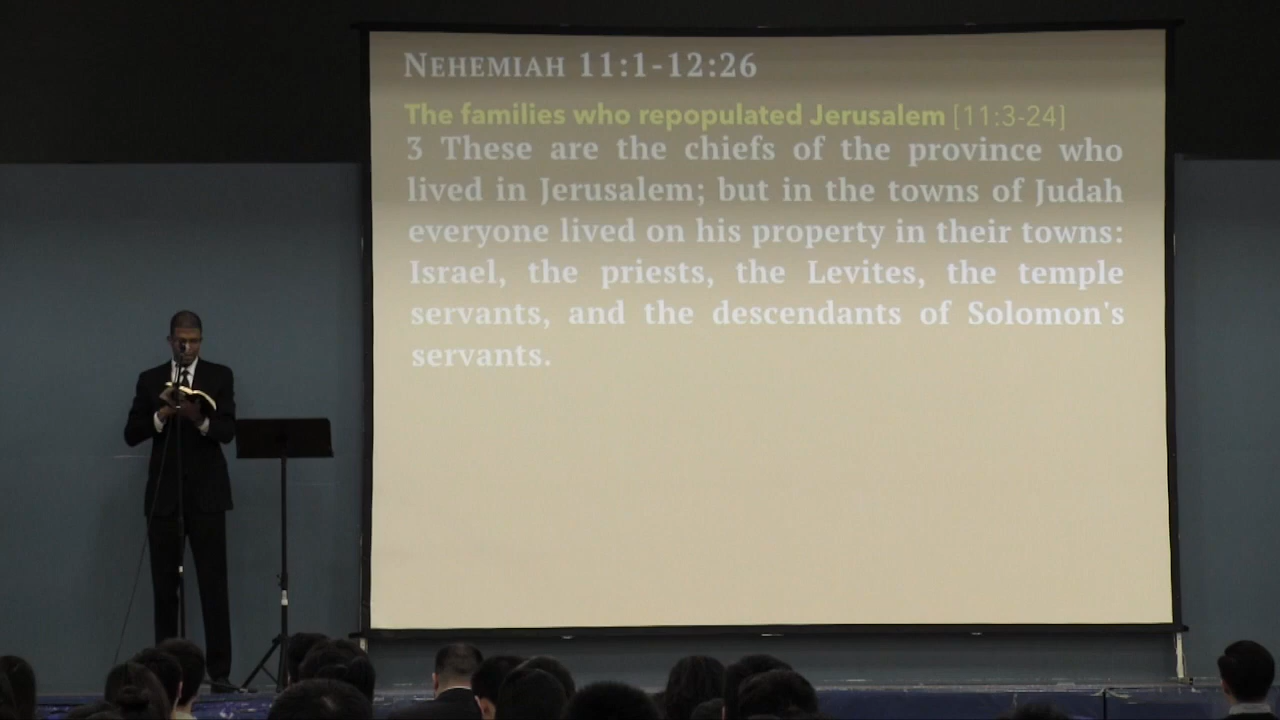 NEHEMIAH 11:1-12:26
The families who repopulated Jerusalem [11:3-24]
3 These are the chiefs of the province who
lived in Jerusalem; but in the towns of Judah
everyone lived on his property in their towns:
Israel, the priests, the Levites, the temple
servants, and the descendants of Solomon's
servants.